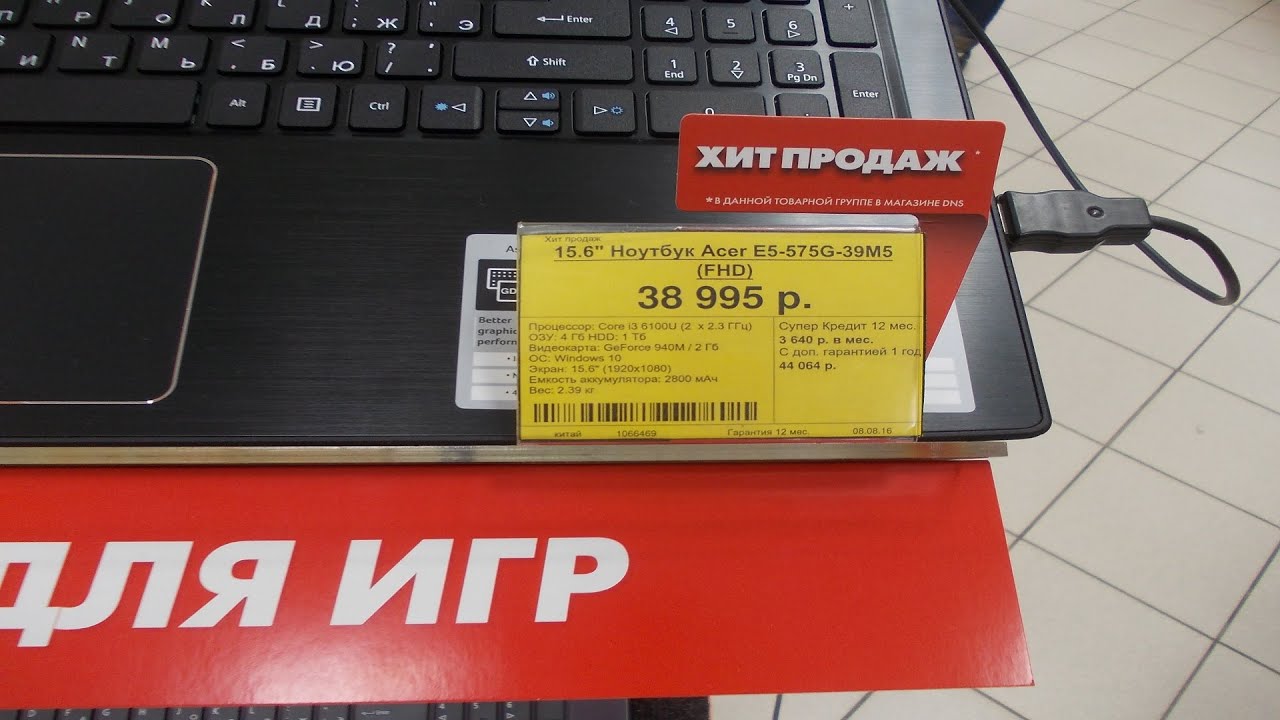 Р О Л Д Ж Э Enter 4 5 6 +
И N Т M Ь < Б , > Ю . ? / , . Shift 1 End 2 3 Pg Dn Enter
Alt Ctrl
ХИТ ПРОДАЖ *
* В ДАННОЙ ТОВАРНОЙ ГРУППЕ В МАГАЗИНЕ DNS
Хит продаж
15.6" Ноутбук Acer E5-575G-39M5
(FHD)
38 995 р.
Процессор: Core i3 6100U (2 x 2.3 ГГц)
ОЗУ: 4 Гб HDD: 1 Тб
Видеокарта: GeForce 940M / 2 Гб
ОС: Windows 10
Экран: 15.6" (1920x1080)
Емкость аккумулятора: 2800 мАч
Вес: 2.39 кг
Супер Кредит 12 мес.
3 640 р. в мес.
С доп. гарантией 1 год
44 064 р.
китай 1066469 Гарантия 12 мес. 08.08.16
Better
ДЛЯ ИГР
Enter